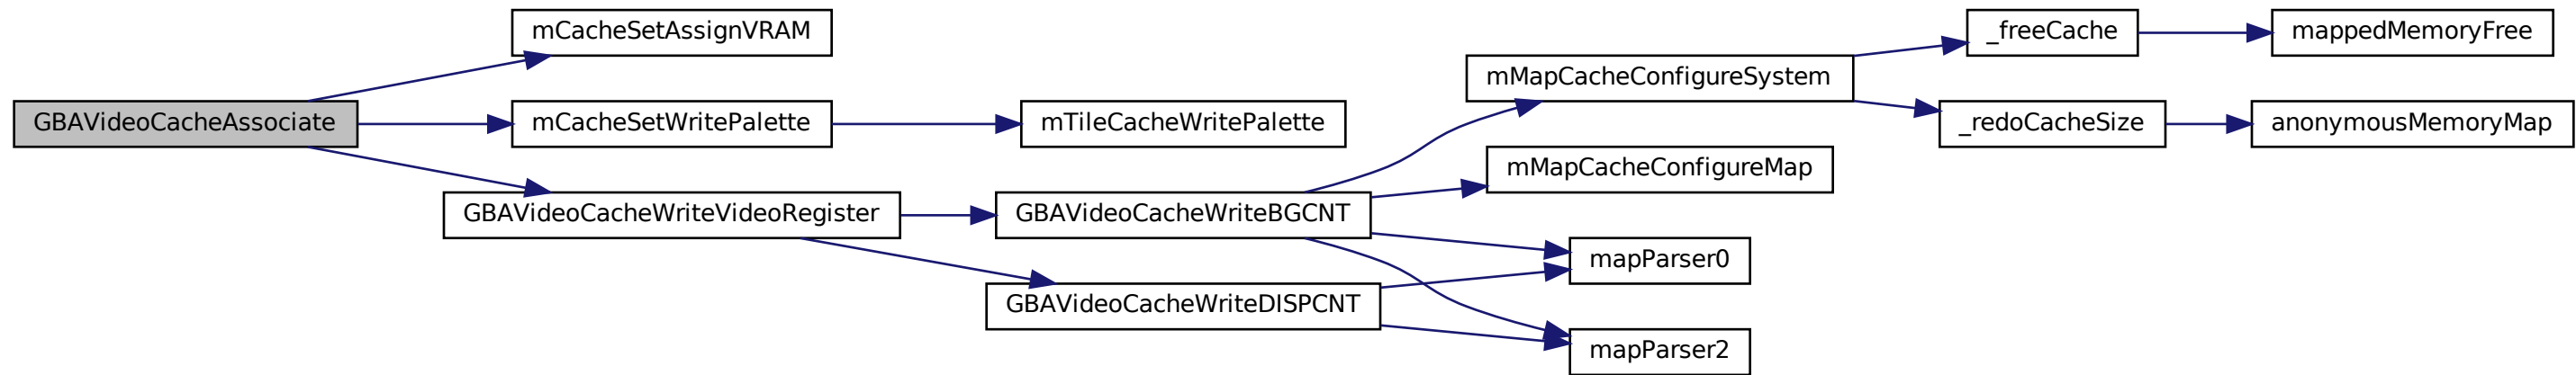 GBAVideoCacheAssociate
mCacheSetAssignVRAM
mCacheSetWritePalette
mTileCacheWritePalette
GBAVideoCacheWriteVideoRegister
GBAVideoCacheWriteBGCNT
GBAVideoCacheWriteDISPCNT
mMapCacheConfigureSystem
mMapCacheConfigureMap
mapParser0
mapParser2
_freeCache
mappedMemoryFree
_redoCacheSize
anonymousMemoryMap